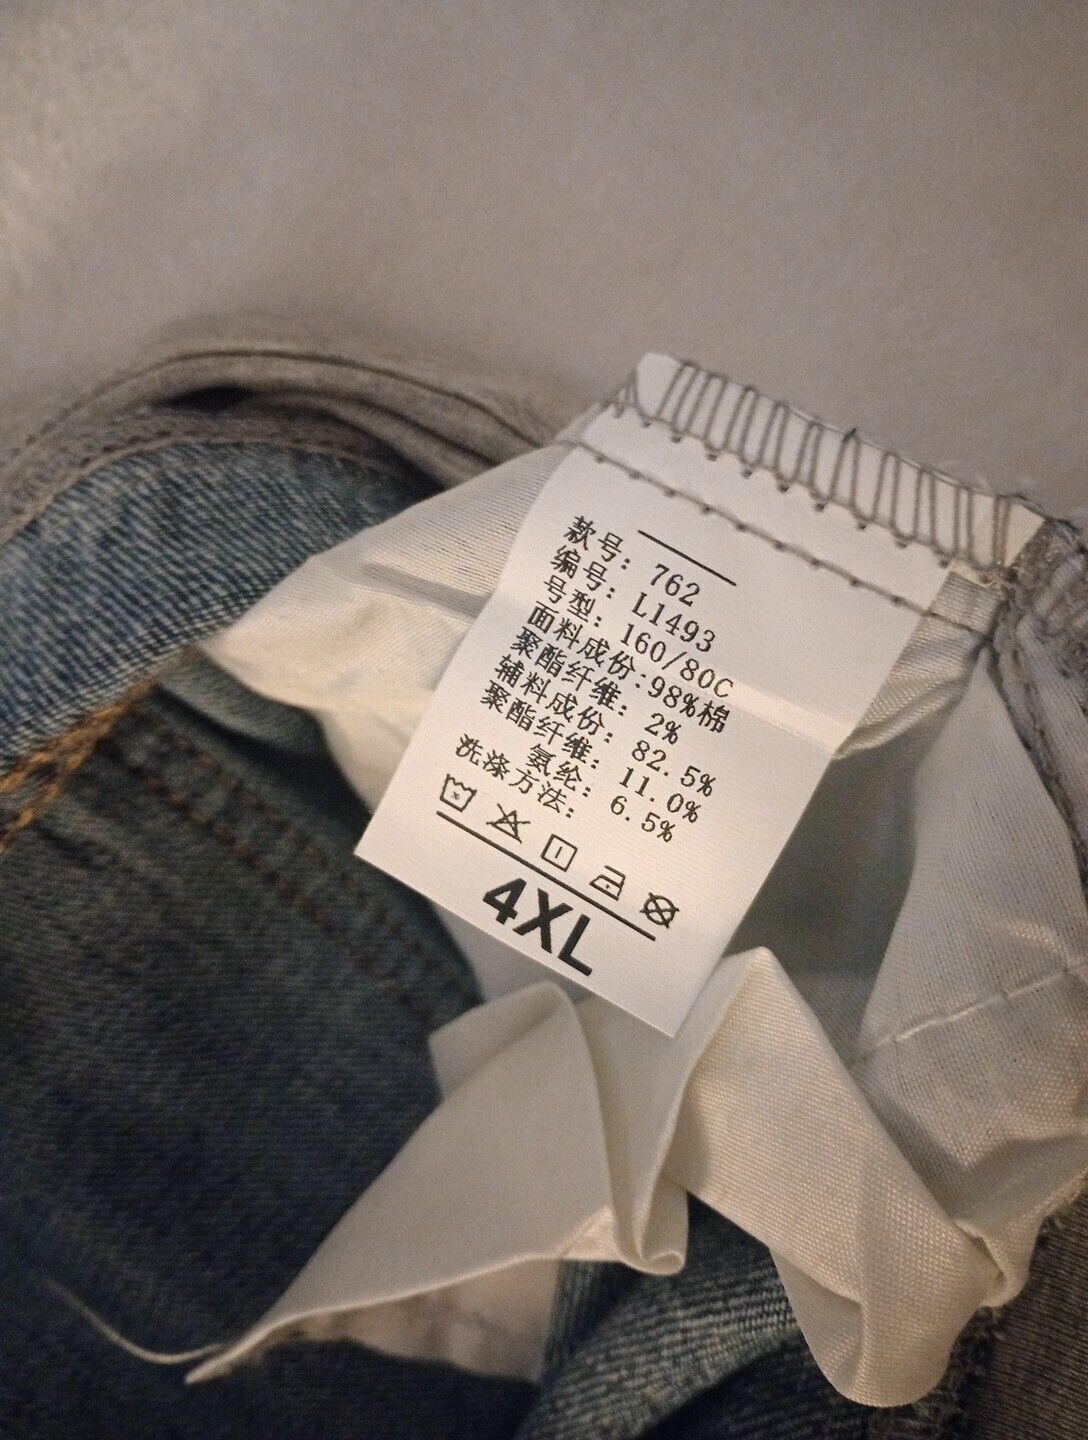 款号: 762
编号: L1493
号型: 160/80C
面料成份:98%棉
聚酯纤维: 2%
辅料成份: 82.5%
聚酯纤维: 11.0%
氨纶: 6.5%
洗涤方法:
4XL